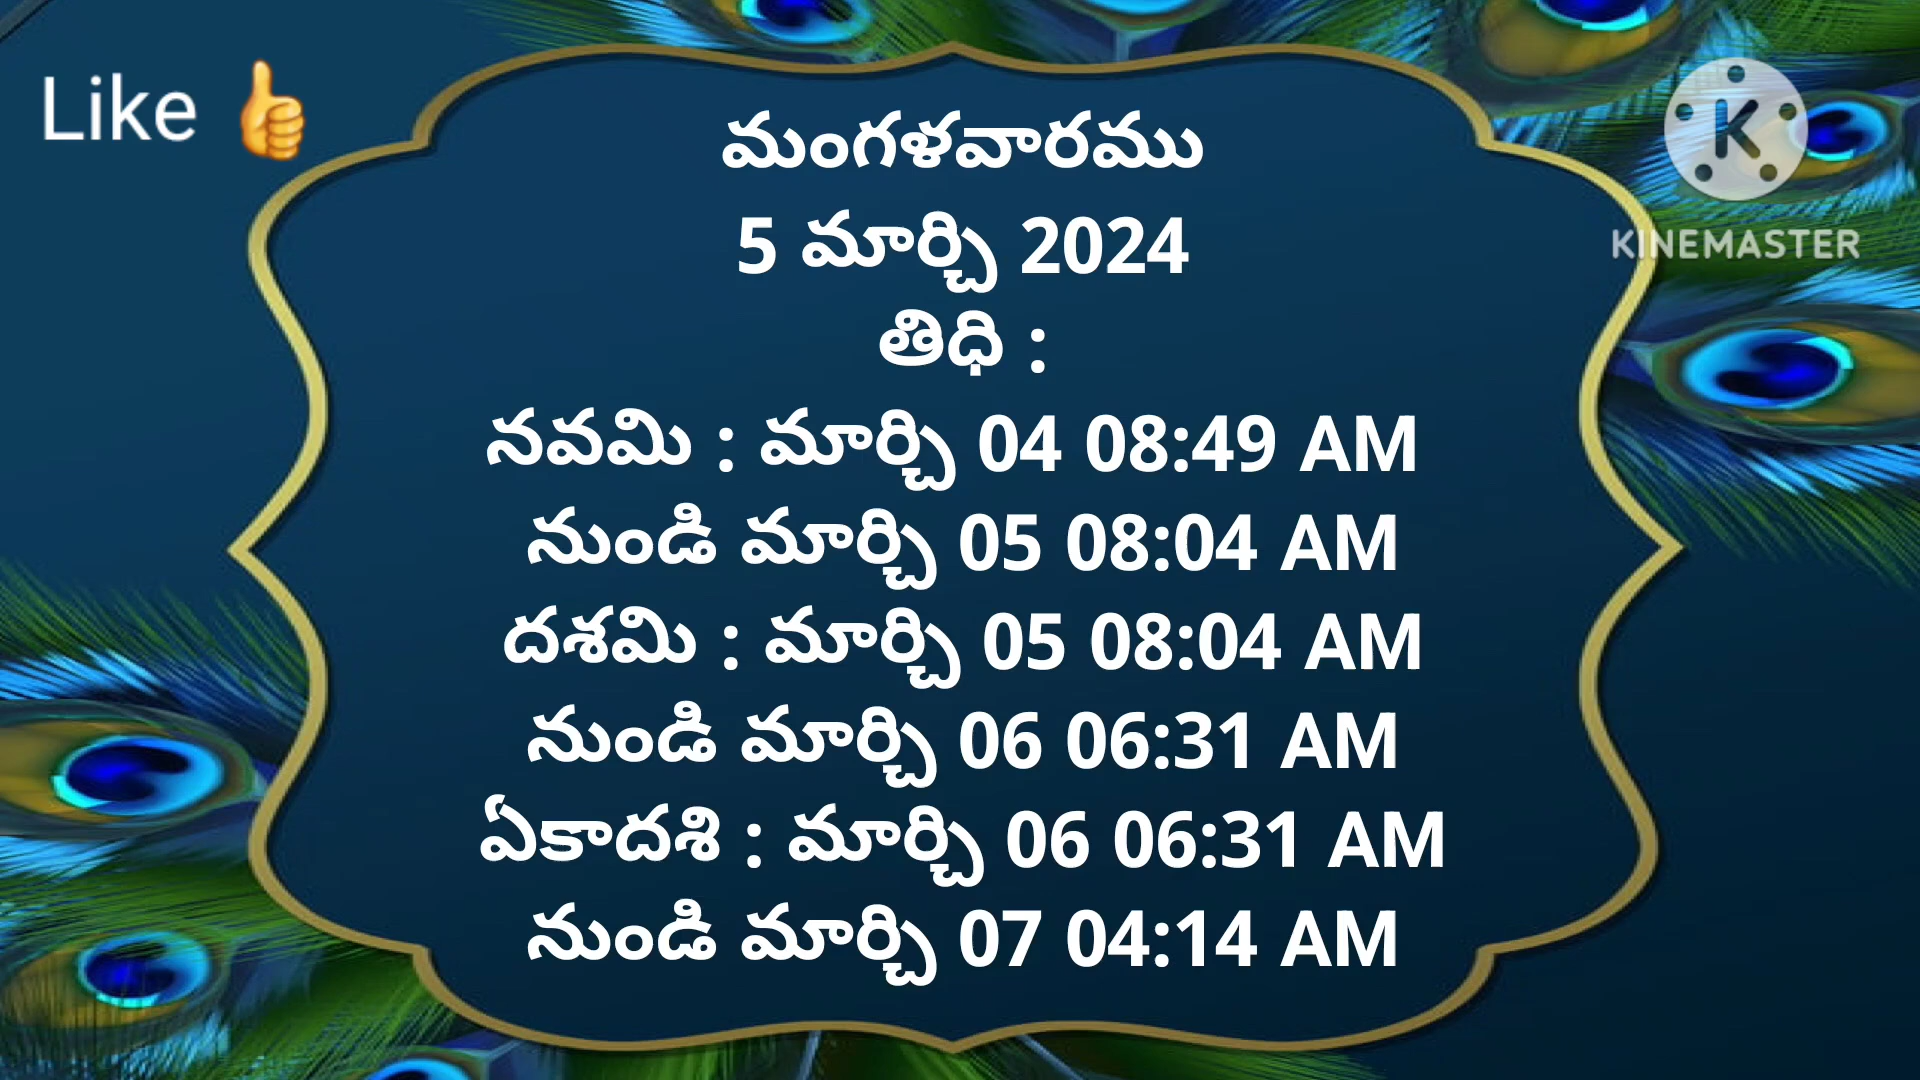 Like 👍
KINEMASTER
మంగళవారము
5 మార్చి 2024
తిధి :
నవమి : మార్చి 04 08:49 AM
నుండి మార్చి 05 08:04 AM
దశమి : మార్చి 05 08:04 AM
నుండి మార్చి 06 06:31 AM
ఏకాదశి : మార్చి 06 06:31 AM
నుండి మార్చి 07 04:14 AM